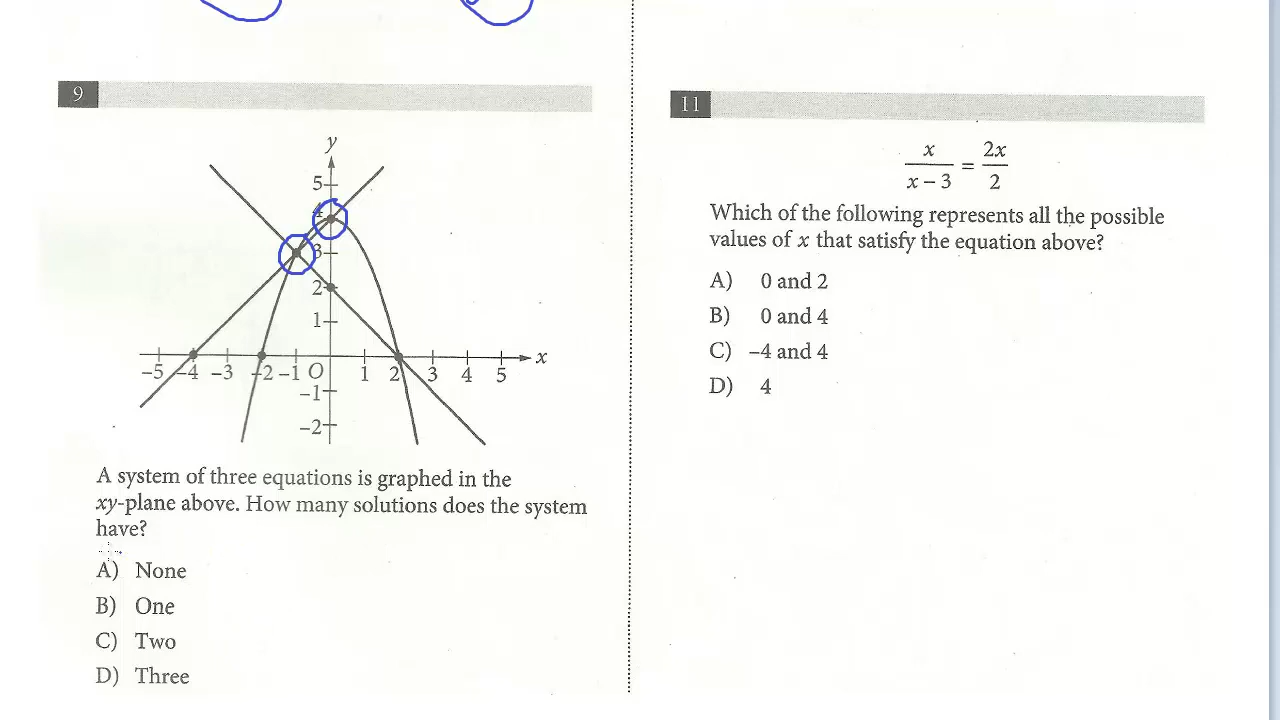 9
y
5
4
3
2
1
-5 -4 -3 -2 -1 O 1 2 3 4 5 x
-1
-2
A system of three equations is graphed in the
xy-plane above. How many solutions does the system
have?
A) None
B) One
C) Two
D) Three
11
x 2x
=
x – 3 2
Which of the following represents all the possible
values of x that satisfy the equation above?
A) 0 and 2
B) 0 and 4
C) –4 and 4
D) 4